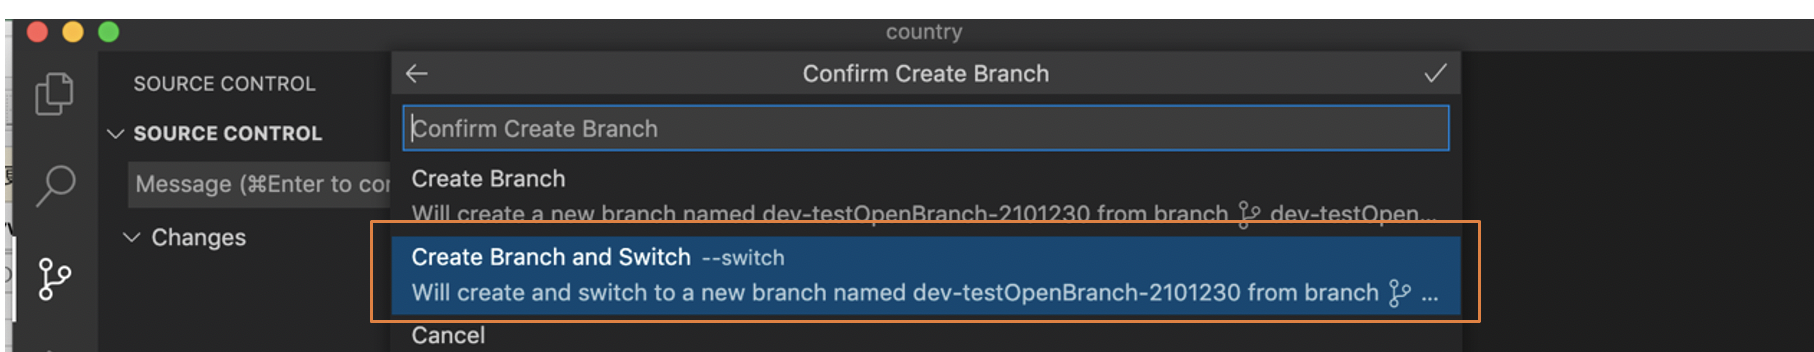 country
SOURCE CONTROL
SOURCE CONTROL
Message (⌘Enter to cor
Changes
Confirm Create Branch
Confirm Create Branch
Create Branch
Will create a new branch named dev-testOpenBranch-2101230 from branch dev-testOpen...
Create Branch and Switch --switch
Will create and switch to a new branch named dev-testOpenBranch-2101230 from branch ...
Cancel